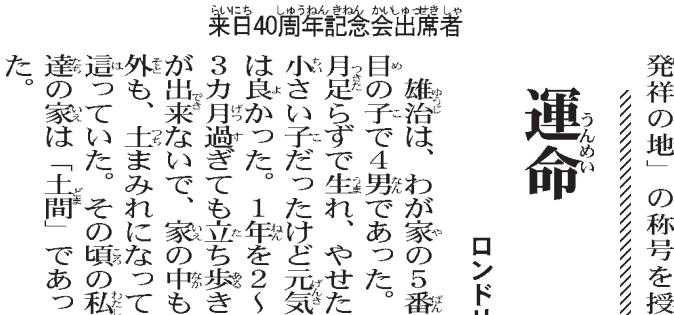 来日40周年記念会出席者
発祥の地」の称号を授
運命
ロンドリ
雄治は、わが家の5番
目の子で4男であった。
月足らずで生れ、やせた
小さい子だったけど元気
は良かった。1年を2〜
3カ月過ぎても立ち歩き
が出来ないで、家の中も
外も、土まみれになって
這っていた。その頃の私
達の家は「土間」であっ
た。